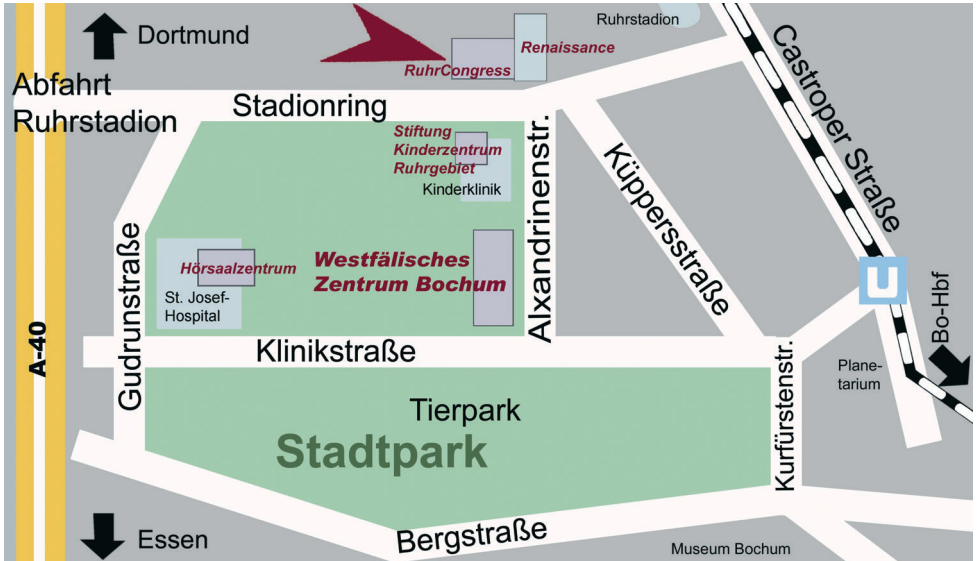 Dortmund
Ruhrstadion
Renaissance
RuhrCongress
Castroper Straße
Abfahrt
Ruhrstadion
Stadionring
Stiftung
Kinderzentrum
Ruhrgebiet
Kinderklinik
Alxandrinenstr.
Küppersstraße
Hörsaalzentrum
Westfälisches
Zentrum Bochum
St. Josef-
Hospital
Gudrunstraße
A-40
Klinikstraße
U
Bo-Hbf
Plane-
tarium
Kurfürstenstr.
Tierpark
Stadtpark
Bergstraße
Essen
Museum Bochum